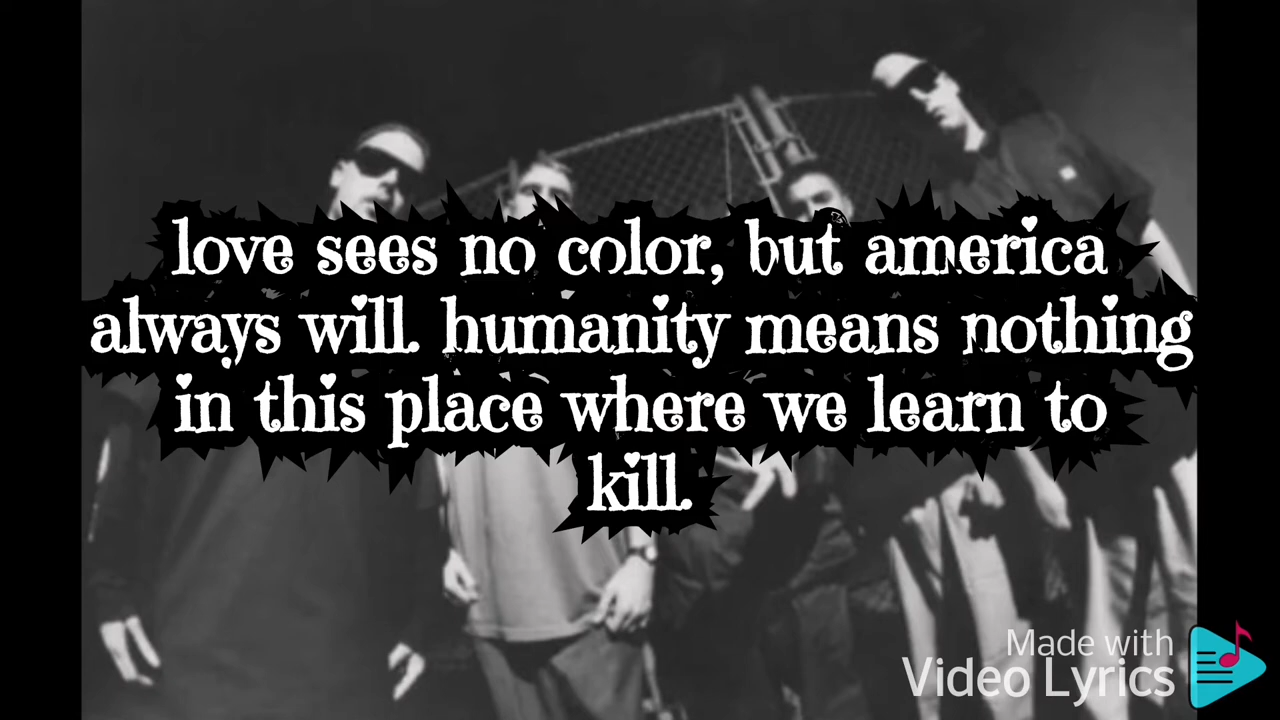 love sees no color, but america
always will. humanity means nothing
in this place where we learn to
kill.
Made with
Video Lyrics